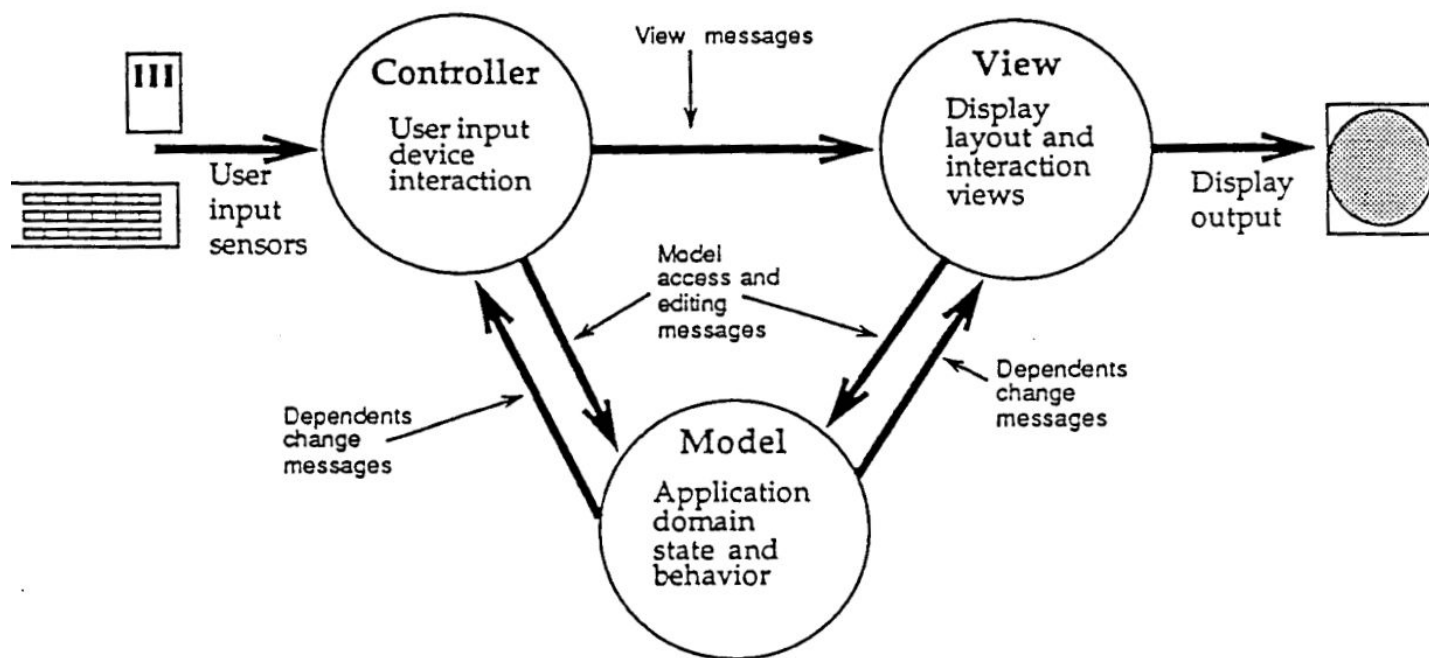 View messages
Controller
User input
device
interaction
View
Display
layout and
interaction
views
User
input
sensors
Display
output
Model
access and
editing
messages
Dependents
change
messages
Dependents
change
messages
Model
Application
domain
state and
behavior